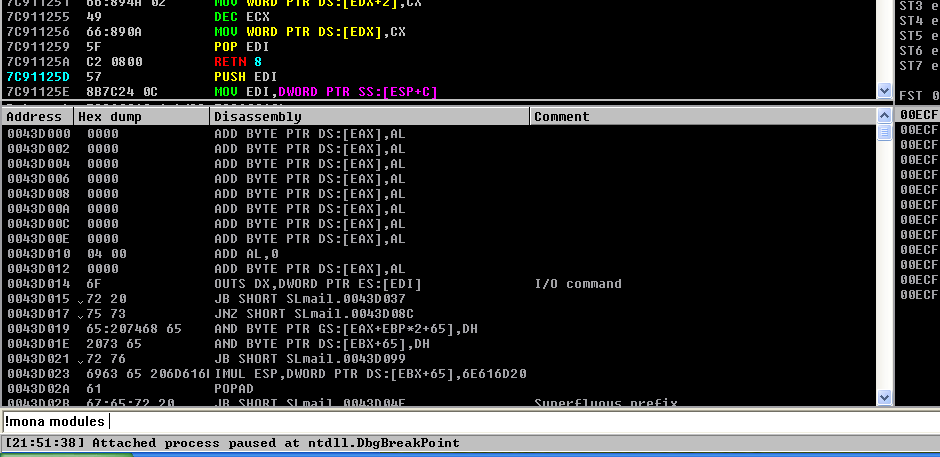 7C911251 66:894A 02 MOV WORD PTR DS:[EDX+2],CX ST3 e
7C911255 49 DEC ECX ST4 e
7C911256 66:890A MOV WORD PTR DS:[EDX],CX ST5 e
7C911259 5F POP EDI ST6 e
7C91125A C2 0800 RETN 8 ST7 e
7C91125D 57 PUSH EDI
7C91125E 8B7C24 0C MOV EDI,DWORD PTR SS:[ESP+C] FST 0
Address Hex dump Disassembly Comment 00ECF
0043D000 0000 ADD BYTE PTR DS:[EAX],AL 00ECF
0043D002 0000 ADD BYTE PTR DS:[EAX],AL 00ECF
0043D004 0000 ADD BYTE PTR DS:[EAX],AL 00ECF
0043D006 0000 ADD BYTE PTR DS:[EAX],AL 00ECF
0043D008 0000 ADD BYTE PTR DS:[EAX],AL 00ECF
0043D00A 0000 ADD BYTE PTR DS:[EAX],AL 00ECF
0043D00C 0000 ADD BYTE PTR DS:[EAX],AL 00ECF
0043D00E 0000 ADD BYTE PTR DS:[EAX],AL 00ECF
0043D010 04 00 ADD AL,0 00ECF
0043D012 0000 ADD BYTE PTR DS:[EAX],AL 00ECF
0043D014 6F OUTS DX,DWORD PTR ES:[EDI] I/O command 00ECF
0043D015 72 20 JB SHORT SLmail.0043D037 00ECF
0043D017 75 73 JNZ SHORT SLmail.0043D08C
0043D019 65:207468 65 AND BYTE PTR GS:[EAX+EBP*2+65],DH
0043D01E 2073 65 AND BYTE PTR DS:[EBX+65],DH
0043D021 72 76 JB SHORT SLmail.0043D099
0043D023 6963 65 206D616 IMUL ESP,DWORD PTR DS:[EBX+65],6E616D20
0043D02A 61 POPAD
0043D02B 67:65:72 20 JB SHORT SLmail.0043D04F Superfluous prefix
!mona modules
[21:51:38] Attached process paused at ntdll.DbgBreakPoint